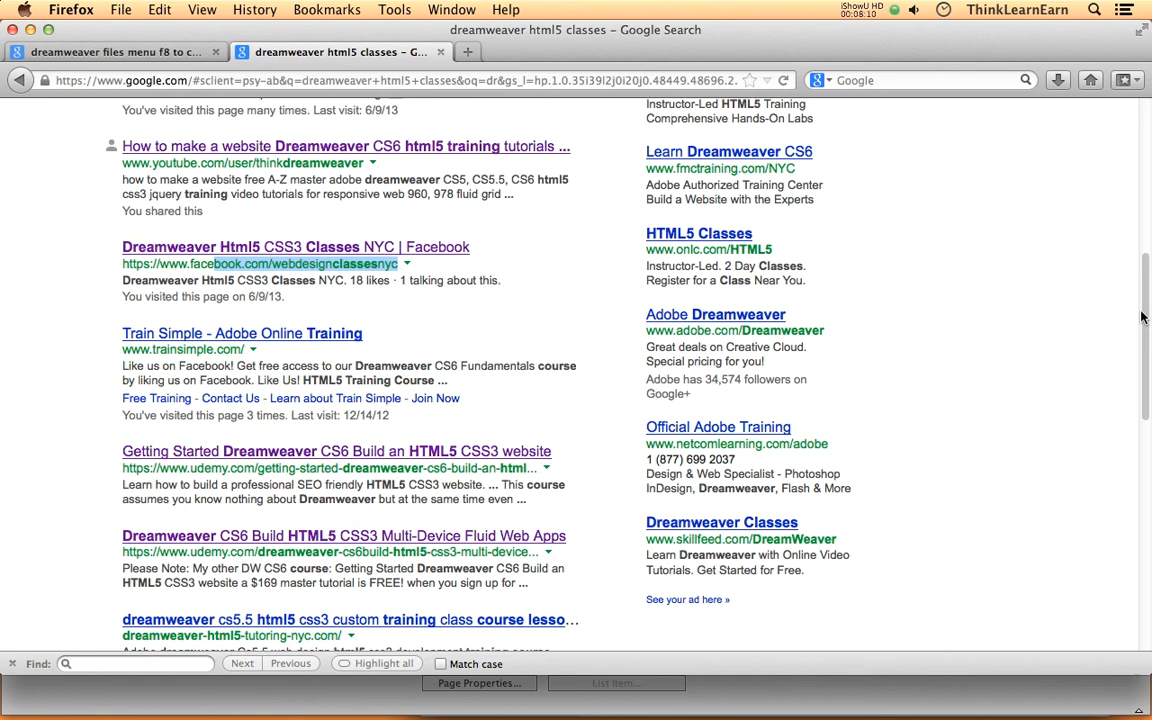 Firefox File Edit View History Bookmarks Tools Window Help
iShowU HD
00:08:10
ThinkLearnEarn
dreamweaver html5 classes – Google Search
dreamweaver files menu f8 to c...
dreamweaver html5 classes – G...
https://www.google.com/#sclient=psy-ab&q=dreamweaver+html5+classes&oq=dr&gs_l=hp.1.0.35i39l2j0i20j0.48449.48696.2.
Google
You've visited this page many times. Last visit: 6/9/13
How to make a website Dreamweaver CS6 html5 training tutorials ...
www.youtube.com/user/thinkdreamweaver
how to make a website free A-Z master adobe dreamweaver CS5, CS5.5, CS6 html5
css3 jquery training video tutorials for responsive web 960, 978 fluid grid ...
You shared this
Dreamweaver Html5 CSS3 Classes NYC | Facebook
https://www.facebook.com/webdesignclassesnyc
Dreamweaver Html5 CSS3 Classes NYC. 18 likes · 1 talking about this.
You visited this page on 6/9/13.
Train Simple - Adobe Online Training
www.trainsimple.com/
Like us on Facebook! Get free access to our Dreamweaver CS6 Fundamentals course
by liking us on Facebook. Like Us! HTML5 Training Course ...
Free Training - Contact Us - Learn about Train Simple - Join Now
You've visited this page 3 times. Last visit: 12/14/12
Getting Started Dreamweaver CS6 Build an HTML5 CSS3 website
https://www.udemy.com/getting-started-dreamweaver-cs6-build-an-html...
Learn how to build a professional SEO friendly HTML5 CSS3 website. ... This course
assumes you know nothing about Dreamweaver but at the same time even ...
Dreamweaver CS6 Build HTML5 CSS3 Multi-Device Fluid Web Apps
https://www.udemy.com/dreamweaver-cs6build-html5-css3-multi-device...
Please Note: My other DW CS6 course: Getting Started Dreamweaver CS6 Build an
HTML5 CSS3 website a $169 master tutorial is FREE! when you sign up for ...
dreamweaver cs5.5 html5 css3 custom training class course lesso...
dreamweaver-html5-tutoring-nyc.com/
Adobe dreamweaver Cs5.5 web design html5 css3 development training course
Instructor-Led HTML5 Training
Comprehensive Hands-On Labs
Learn Dreamweaver CS6
www.fmctraining.com/NYC
Adobe Authorized Training Center
Build a Website with the Experts
HTML5 Classes
www.onlc.com/HTML5
Instructor-Led. 2 Day Classes.
Register for a Class Near You.
Adobe Dreamweaver
www.adobe.com/Dreamweaver
Great deals on Creative Cloud.
Special pricing for you!
Adobe has 34,574 followers on
Google+
Official Adobe Training
www.netcomlearning.com/adobe
1 (877) 699 2037
Design & Web Specialist - Photoshop
InDesign, Dreamweaver, Flash & More
Dreamweaver Classes
www.skillfeed.com/DreamWeaver
Learn Dreamweaver with Online Video
Tutorials. Get Started for Free.
See your ad here »
Find: Next Previous Highlight all Match case
Page Properties... List Item...